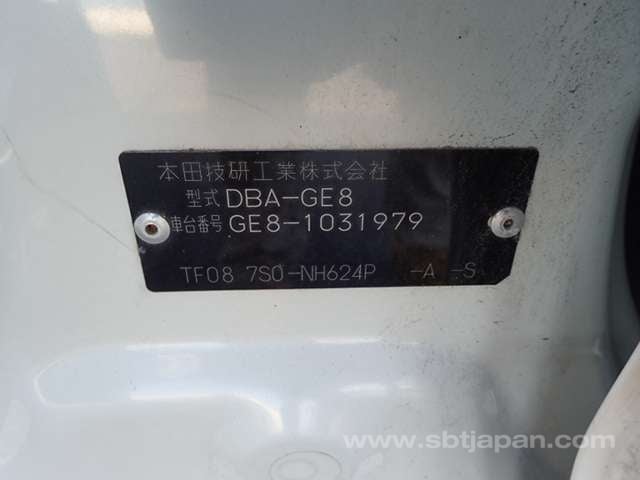 本田技研工業株式会社
型式 DBA-GE8
車台番号 GE8-1031979
TF08 7S0-NH624P -A -S
www.sbtjapan.com